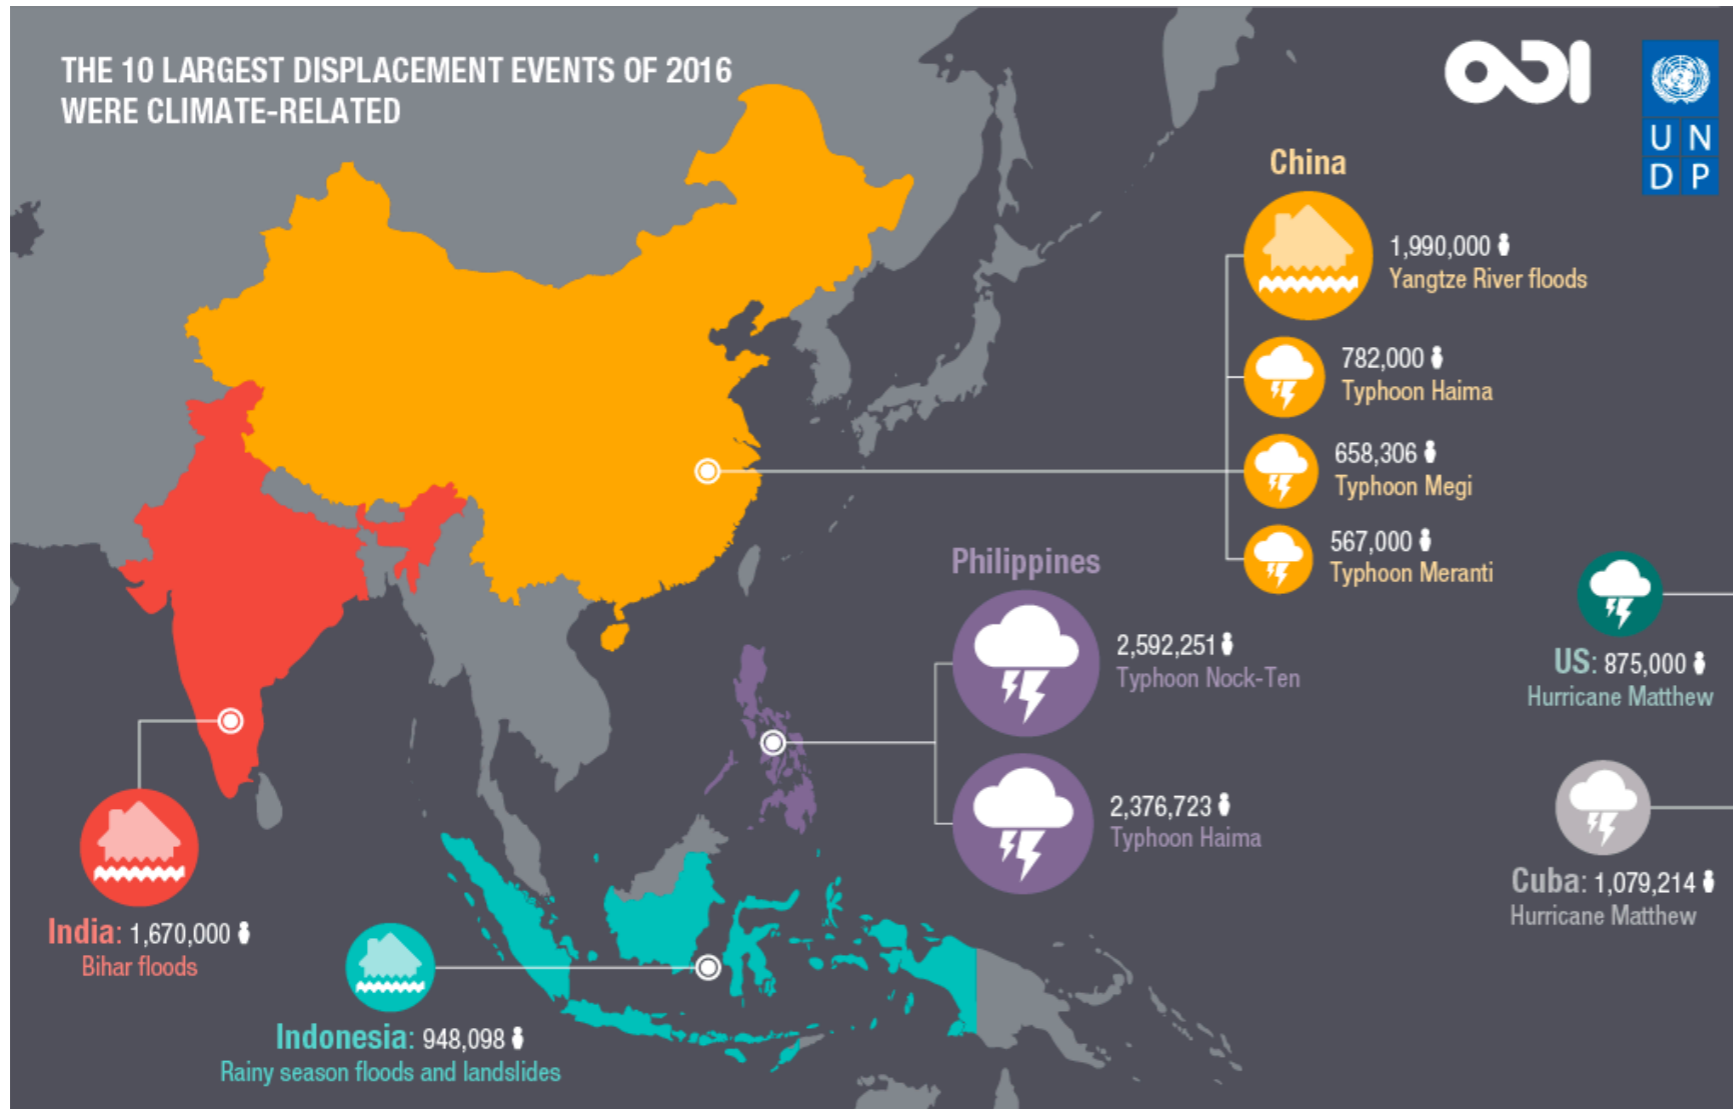 THE 10 LARGEST DISPLACEMENT EVENTS OF 2016
WERE CLIMATE-RELATED
ODI
U N
D P
China
1,990,000
Yangtze River floods
782,000
Typhoon Haima
658,306
Typhoon Megi
567,000
Typhoon Meranti
Philippines
2,592,251
Typhoon Nock-Ten
2,376,723
Typhoon Haima
US: 875,000
Hurricane Matthew
Cuba: 1,079,214
Hurricane Matthew
India: 1,670,000
Bihar floods
Indonesia: 948,098
Rainy season floods and landslides